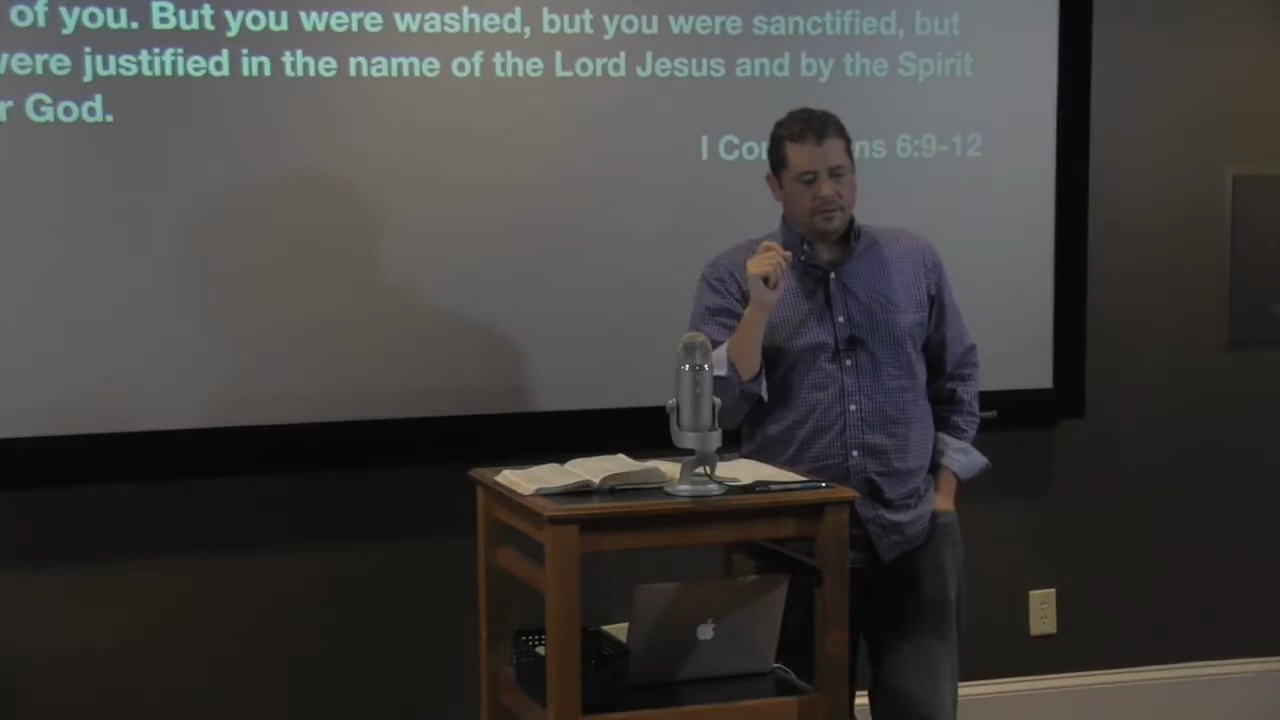 of you. But you were washed, but you were sanctified, but
were justified in the name of the Lord Jesus and by the Spirit
r God.
I Cor ns 6:9-12